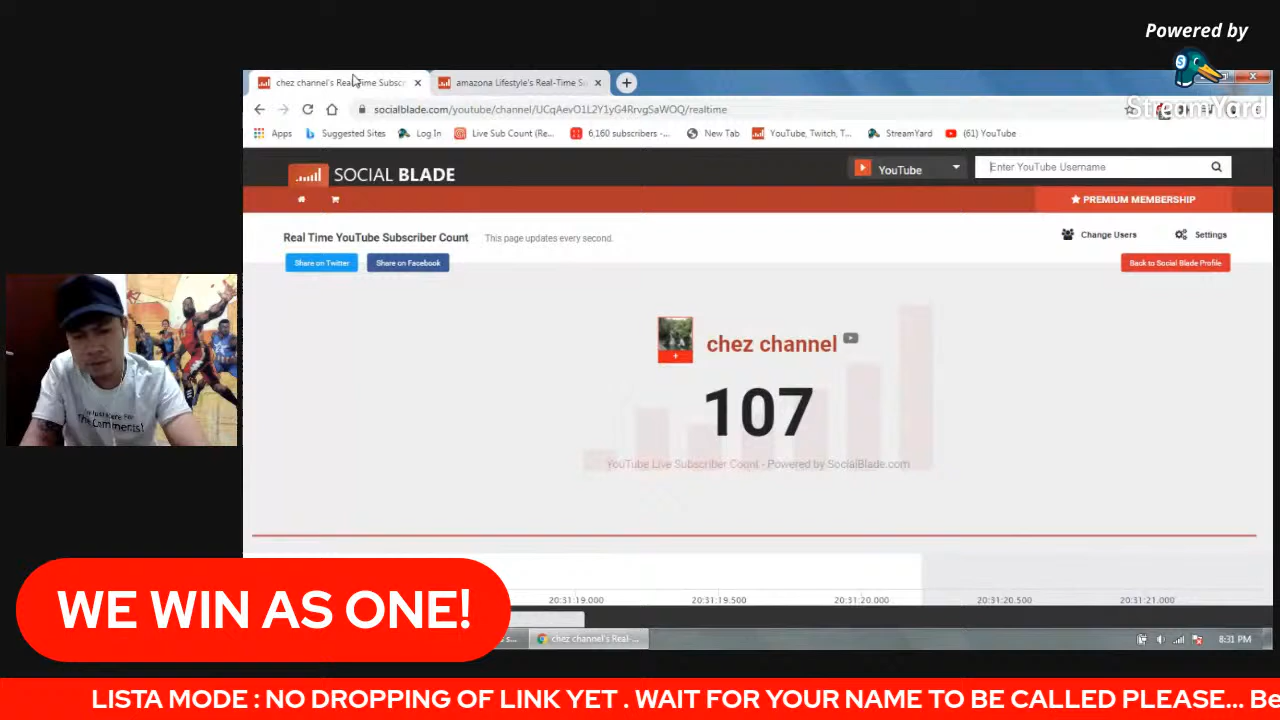 Powered by
StreamYard
chez channel's Real-Time Subscr
amazona Lifestyle's Real-Time Su
socialblade.com/youtube/channel/UCqAevO1L2Y1yG4RrvgSaWOQ/realtime
Apps
Suggested Sites
Log In
Live Sub Count (Re...
6,160 subscribers -...
New Tab
YouTube, Twitch, T...
StreamYard
(61) YouTube
SOCIAL BLADE
YouTube
Enter YouTube Username
PREMIUM MEMBERSHIP
Real Time YouTube Subscriber Count
This page updates every second.
Change Users
Settings
Share on Twitter
Share on Facebook
Back to Social Blade Profile
chez channel
107
YouTube Live Subscriber Count - Powered by SocialBlade.com
Comments!
20:31:19.000
20:31:19.500
20:31:20.000
20:31:20.500
20:31:21.000
WE WIN AS ONE!
chez channel's Real-...
8:31 PM
LISTA MODE : NO DROPPING OF LINK YET . WAIT FOR YOUR NAME TO BE CALLED PLEASE... Be